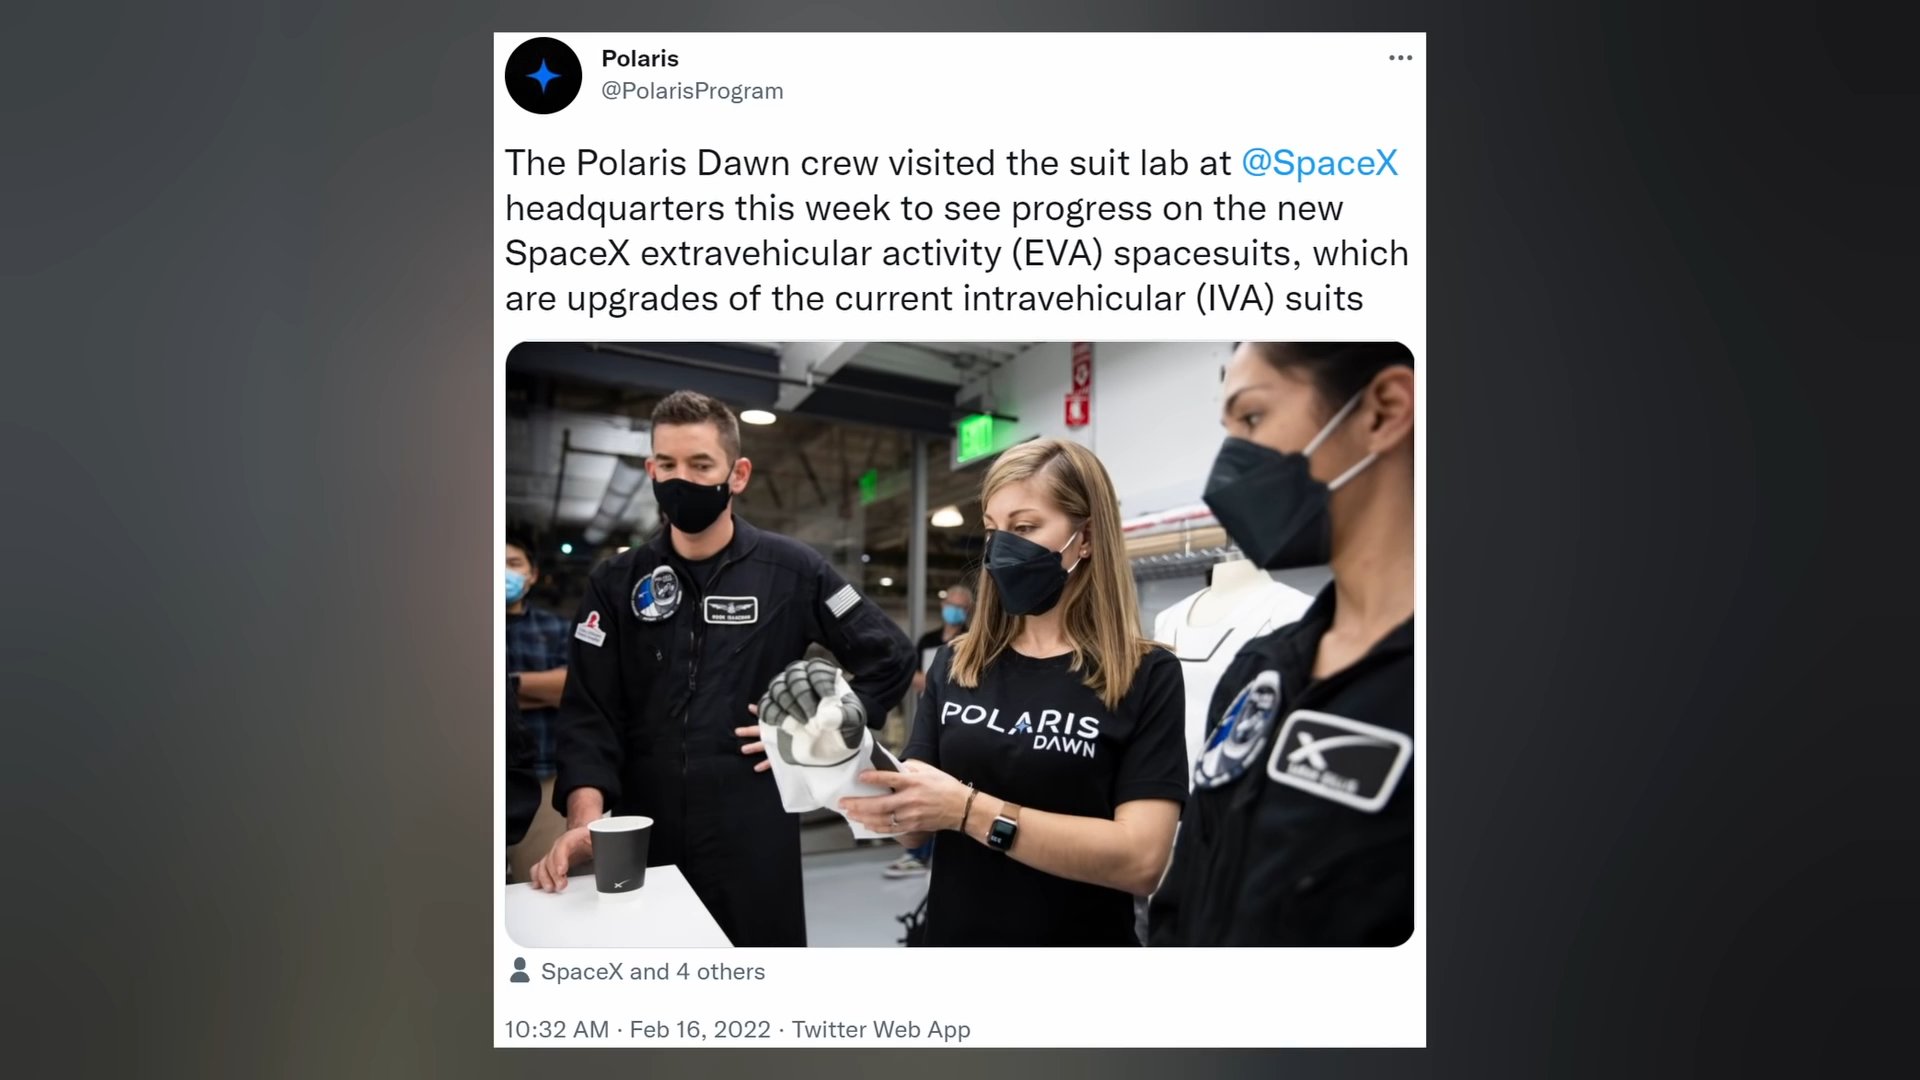 Polaris
@PolarisProgram
The Polaris Dawn crew visited the suit lab at @SpaceX
headquarters this week to see progress on the new
SpaceX extravehicular activity (EVA) spacesuits, which
are upgrades of the current intravehicular (IVA) suits
EXIT
POLARIS
DAWN
SpaceX and 4 others
10:32 AM · Feb 16, 2022 · Twitter Web App